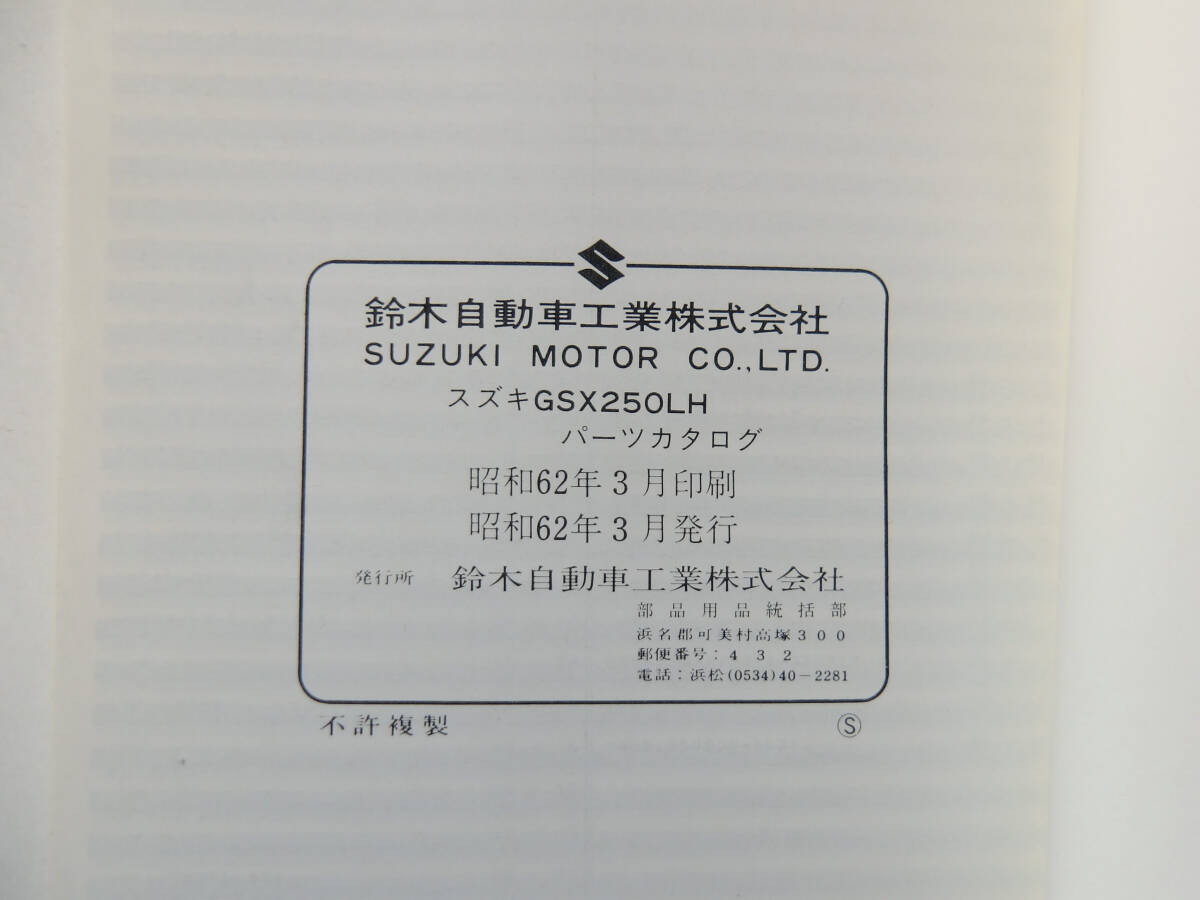 鈴木自動車工業株式会社
SUZUKI MOTOR CO.,LTD.
スズキGSX250LH
パーツカタログ
昭和62年3月印刷
昭和62年3月発行
発行所 鈴木自動車工業株式会社
部品用品統括部
浜名郡可美村高塚300
郵便番号:432
電話:浜松(0534)40-2281
不許複製 Ⓢ